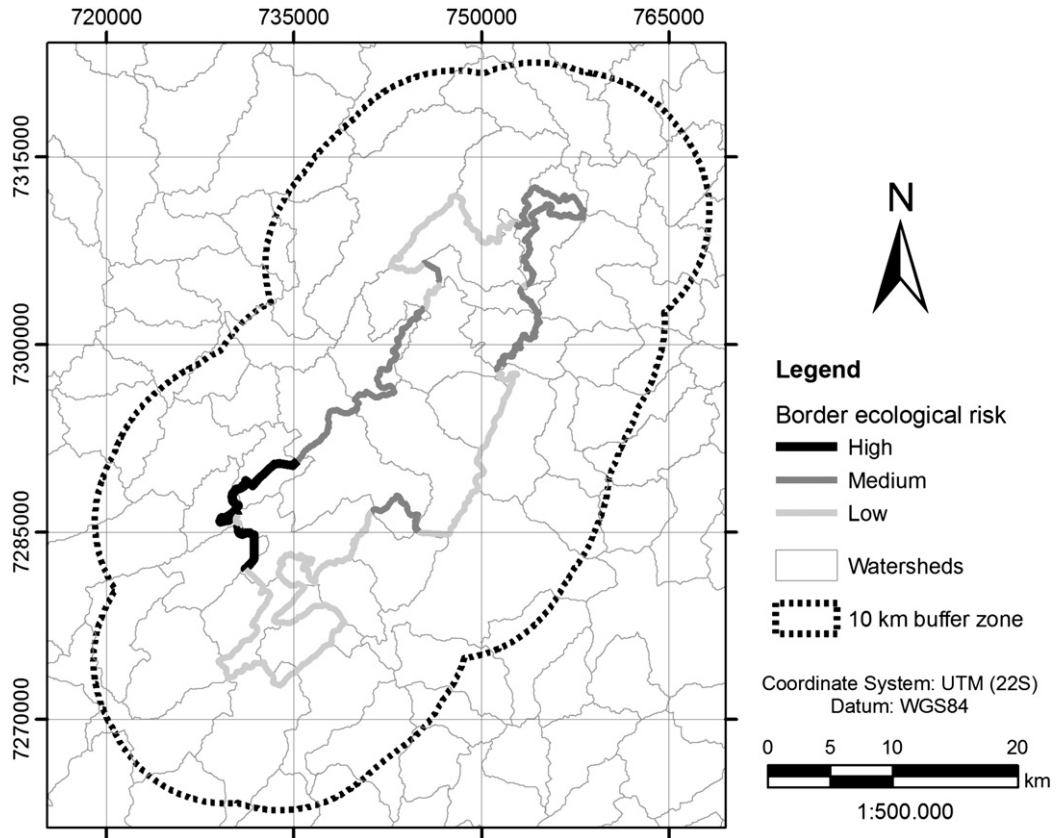 720000 735000 750000 765000
7315000
7300000
7285000
7270000
N
Legend
Border ecological risk
High
Medium
Low
Watersheds
10 km buffer zone
Coordinate System: UTM (22S)
Datum: WGS84
0 5 10 20
km
1:500.000